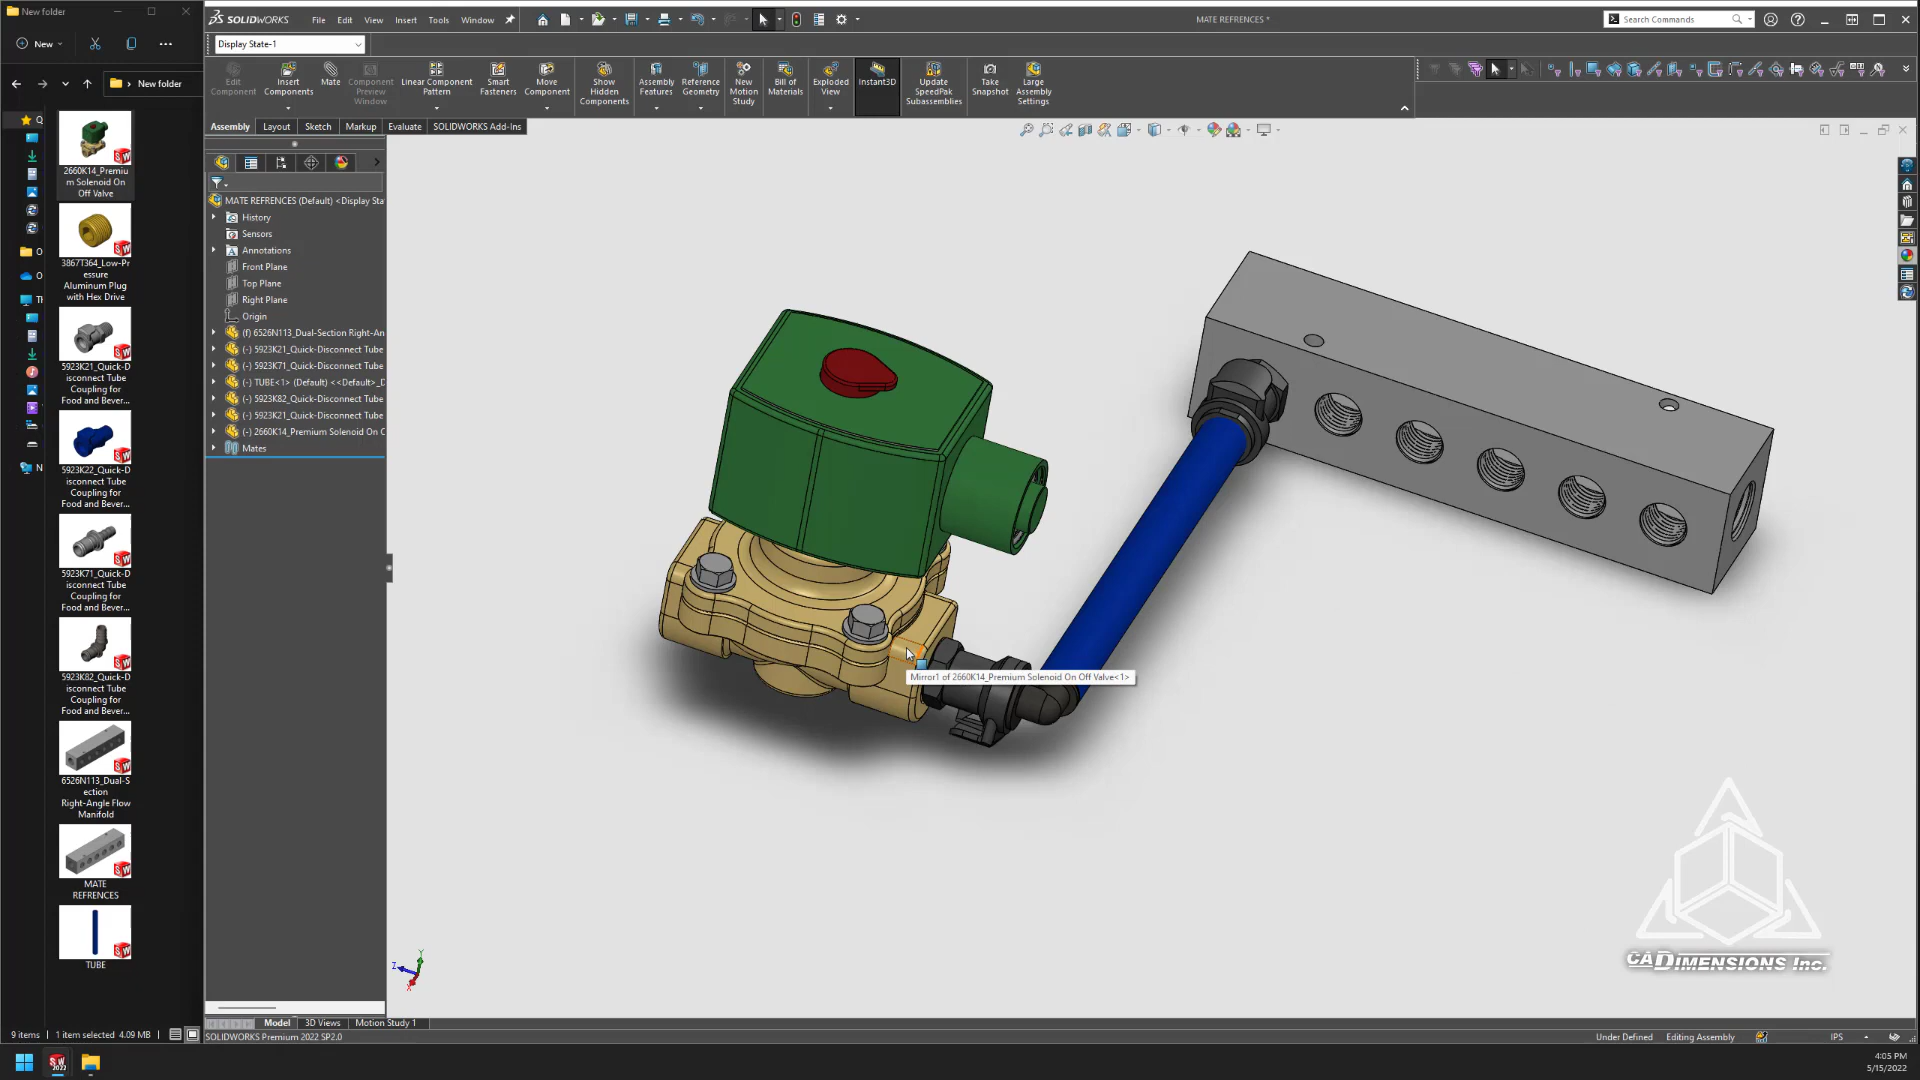 New folder
SOLIDWORKS
File
Edit
View
Insert
Tools
Window
MATE REFRENCES *
Search Commands
New
Display State-1
New folder
Edit Component
Insert Components
Mate
Component Preview Window
Linear Component Pattern
Smart Fasteners
Move Component
Show Hidden Components
Assembly Features
Reference Geometry
New Motion Study
Bill of Materials
Exploded View
Instant3D
Update SpeedPak Subassemblies
Take Snapshot
Large Assembly Settings
Assembly
Layout
Sketch
Markup
Evaluate
SOLIDWORKS Add-Ins
2660K14_Premiu
m Solenoid On
Off Valve
3867T364_Low-Pr
essure
Aluminum Plug
with Hex Drive
5923K21_Quick-D
isconnect Tube
Coupling for
Food and Bever...
5923K22_Quick-D
isconnect Tube
Coupling for
Food and Bever...
5923K71_Quick-D
isconnect Tube
Coupling for
Food and Bever...
5923K82_Quick-D
isconnect Tube
Coupling for
Food and Bever...
6526N113_Dual-S
ection
Right-Angle Flow
Manifold
MATE
REFRENCES
TUBE
MATE REFRENCES (Default) <Display Sta
History
Sensors
Annotations
Front Plane
Top Plane
Right Plane
Origin
(f) 6526N113_Dual-Section Right-An
(-) 5923K21_Quick-Disconnect Tube
(-) 5923K71_Quick-Disconnect Tube
(-) TUBE<1> (Default) <<Default>_D
(-) 5923K82_Quick-Disconnect Tube
(-) 5923K21_Quick-Disconnect Tube
(-) 2660K14_Premium Solenoid On O
Mates
Mirror1 of 2660K14_Premium Solenoid On Off Valve<1>
Y
Z
X
CADIMENSIONS Inc.
Model
3D Views
Motion Study 1
9 items
1 item selected 4.09 MB
SOLIDWORKS Premium 2022 SP2.0
Under Defined
Editing Assembly
IPS
4:05 PM
5/15/2022